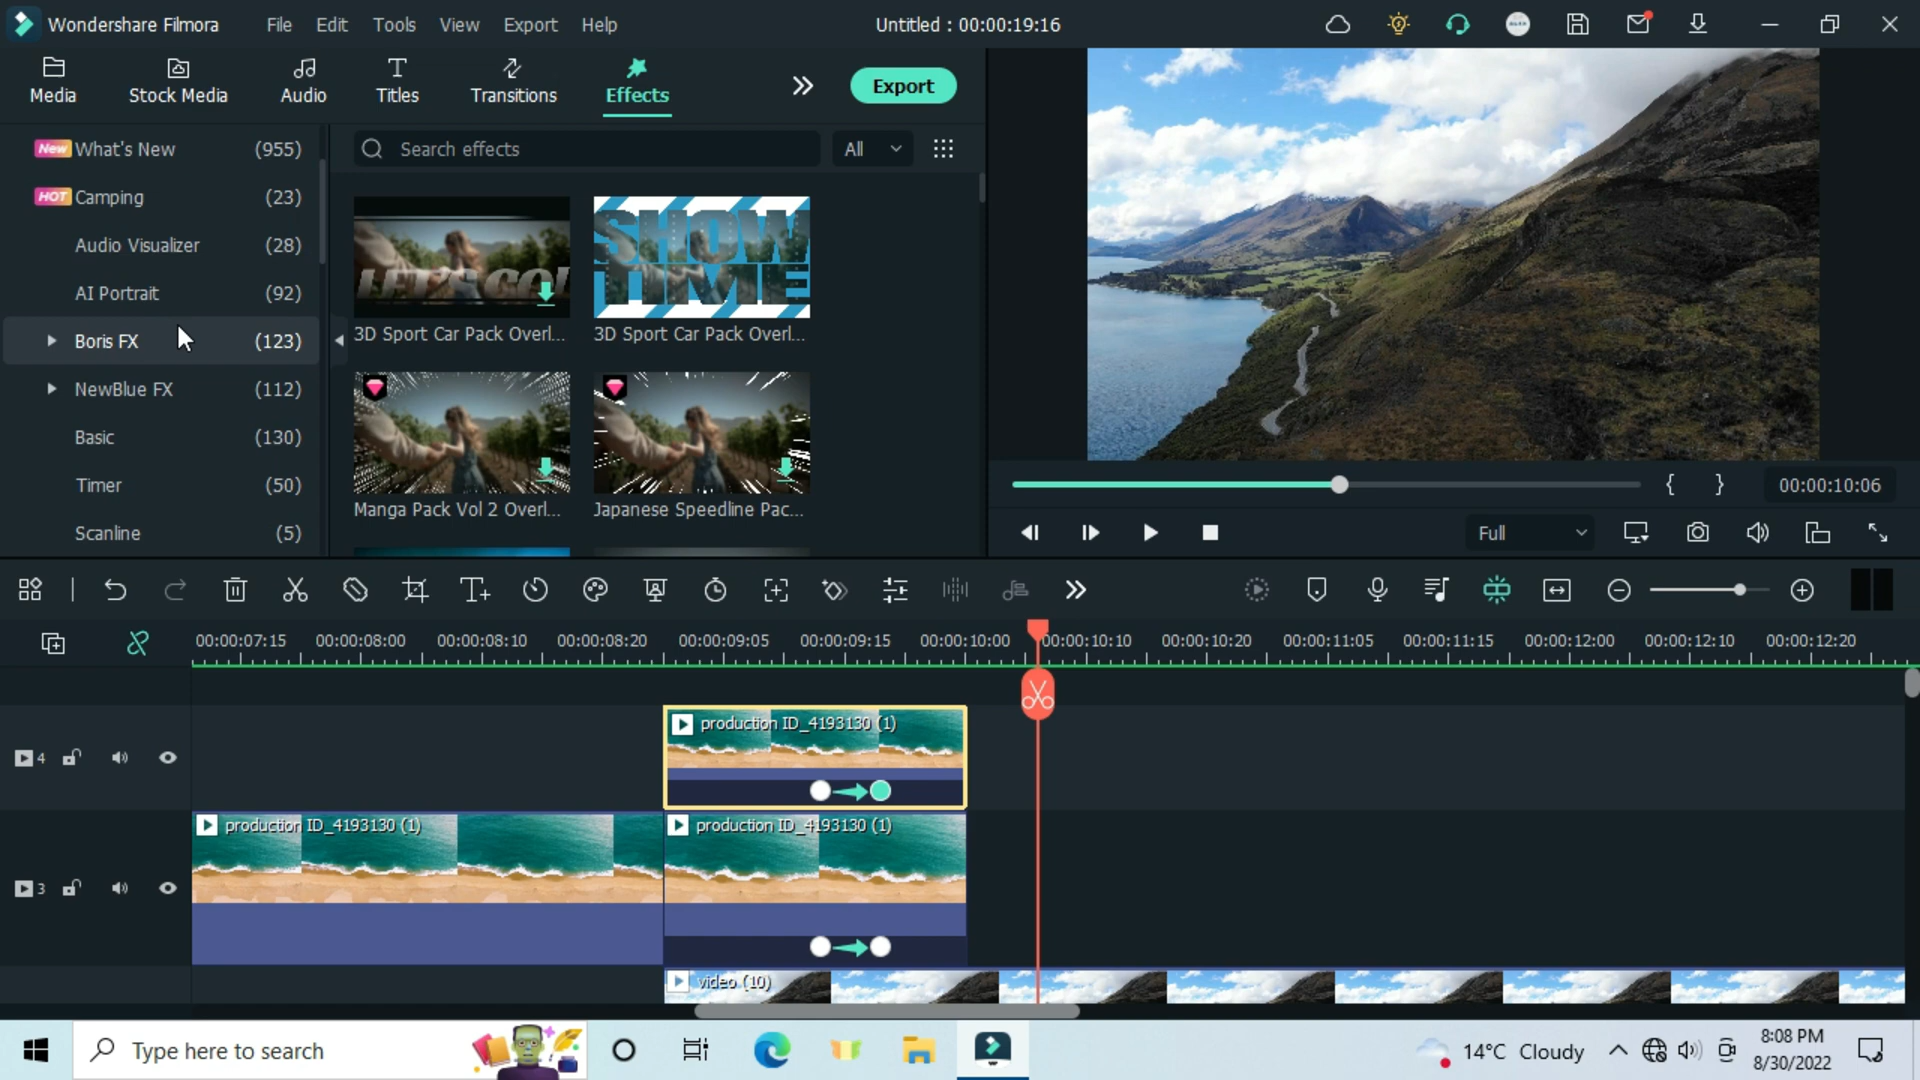 Wondershare Filmora
File Edit Tools View Export Help
Untitled : 00:00:19:16
Media
Stock Media
Audio
Titles
Transitions
Effects
Export
New What's New (955)
HOT Camping (23)
Audio Visualizer (28)
AI Portrait (92)
Boris FX (123)
NewBlue FX (112)
Basic (130)
Timer (50)
Scanline (5)
Search effects
All
LET'S GO!
SHOW
TIME
3D Sport Car Pack Overl...
3D Sport Car Pack Overl...
Manga Pack Vol 2 Overl...
Japanese Speedline Pac...
{ } 00:00:10:06
Full
00:00:07:15 00:00:08:00 00:00:08:10 00:00:08:20 00:00:09:05 00:00:09:15 00:00:10:00 00:00:10:10 00:00:10:20 00:00:11:05 00:00:11:15 00:00:12:00 00:00:12:10 00:00:12:20
4
production ID_4193130 (1)
3
production ID_4193130 (1)
production ID_4193130 (1)
video (10)
Type here to search
14°C Cloudy
8:08 PM
8/30/2022